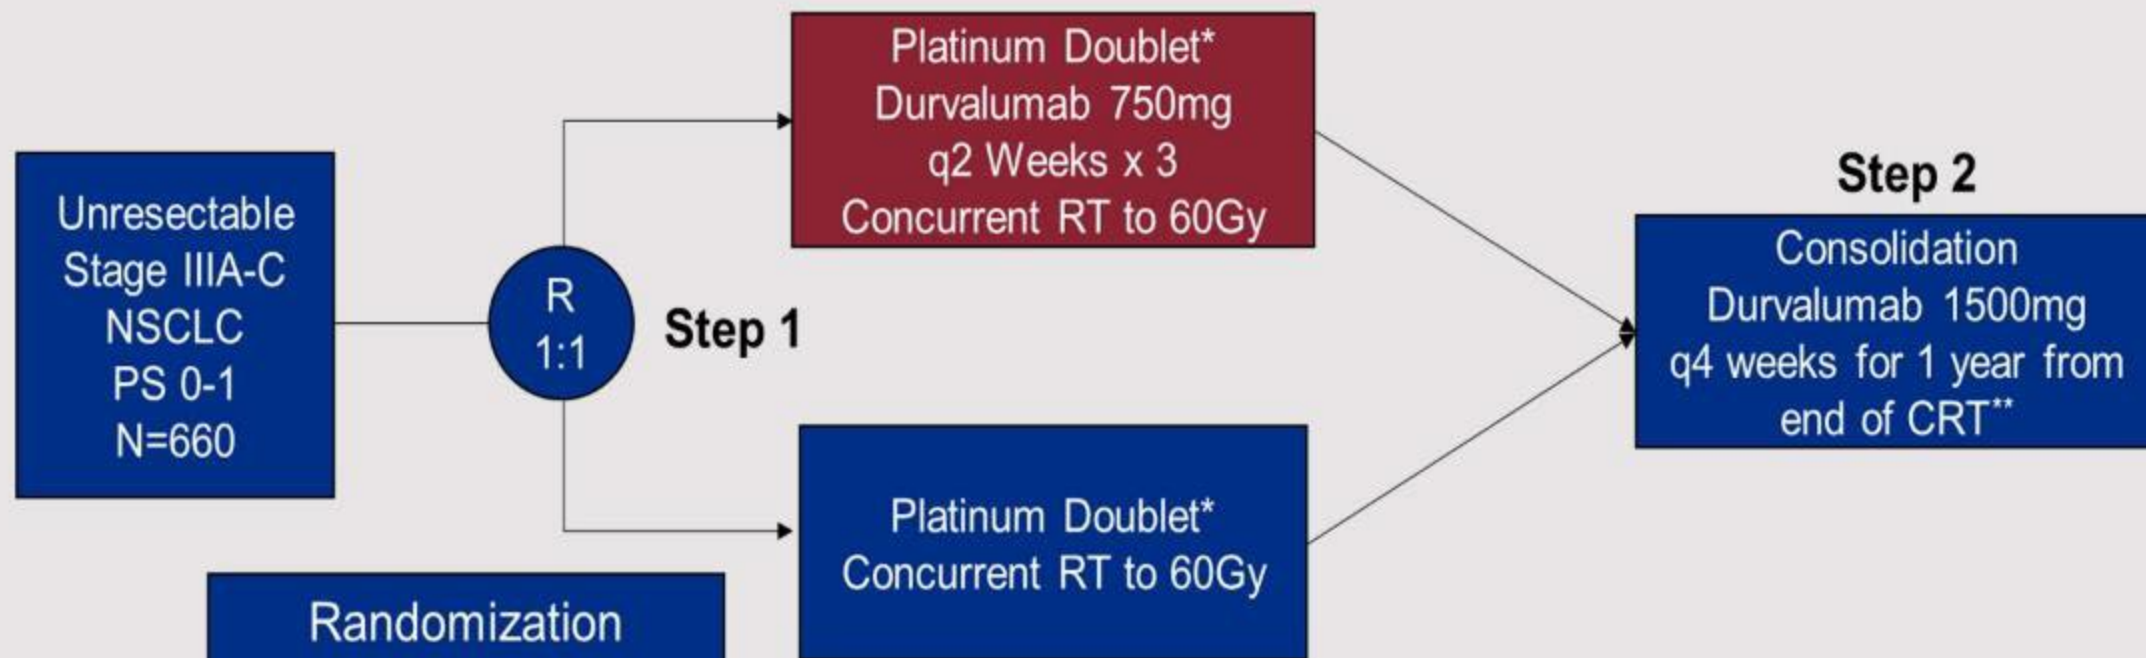 Unresectable
Stage IIIA-C
NSCLC
PS 0-1
N=660
R
1:1
Step 1
Platinum Doublet*
Durvalumab 750mg
q2 Weeks x 3
Concurrent RT to 60Gy
Platinum Doublet*
Concurrent RT to 60Gy
Step 2
Consolidation
Durvalumab 1500mg
q4 weeks for 1 year from
end of CRT**
Randomization